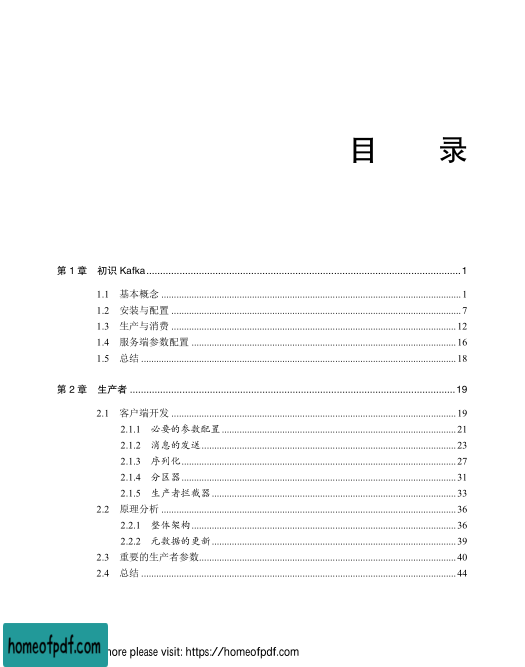 目 录
第 1 章 初识 Kafka 1
1.1 基本概念 1
1.2 安装与配置 7
1.3 生产与消费 12
1.4 服务端参数配置 16
1.5 总结 18
第 2 章 生产者 19
2.1 客户端开发 19
2.1.1 必要的参数配置 21
2.1.2 消息的发送 23
2.1.3 序列化 27
2.1.4 分区器 31
2.1.5 生产者拦截器 33
2.2 原理分析 36
2.2.1 整体架构 36
2.2.2 元数据的更新 39
2.3 重要的生产者参数 40
2.4 总结 44
homeofpdf.com
more please visit: https://homeofpdf.com